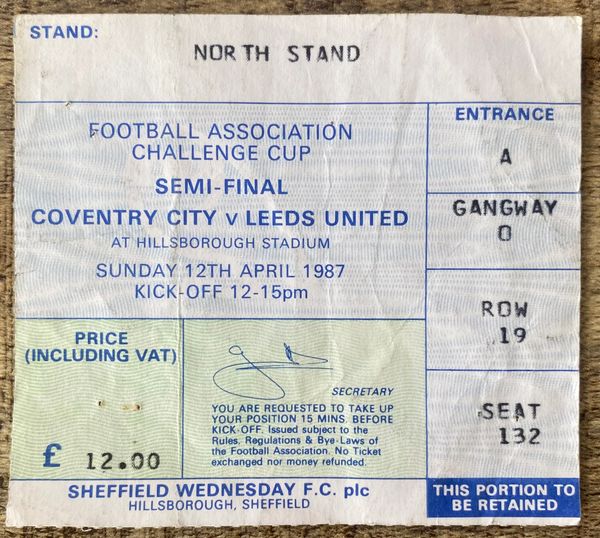 STAND:
NORTH STAND
FOOTBALL ASSOCIATION
CHALLENGE CUP
SEMI-FINAL
COVENTRY CITY v LEEDS UNITED
AT HILLSBOROUGH STADIUM
SUNDAY 12TH APRIL 1987
KICK-OFF 12-15pm
ENTRANCE
A
GANGWAY
O
ROW
19
SEAT
132
PRICE
(INCLUDING VAT)
£ 12.00
SECRETARY
YOU ARE REQUESTED TO TAKE UP
YOUR POSITION 15 MINS. BEFORE
KICK-OFF. Issued subject to the
Rules, Regulations & Bye-Laws of
the Football Association. No Ticket
exchanged nor money refunded.
SHEFFIELD WEDNESDAY F.C. plc
HILLSBOROUGH, SHEFFIELD
THIS PORTION TO
BE RETAINED